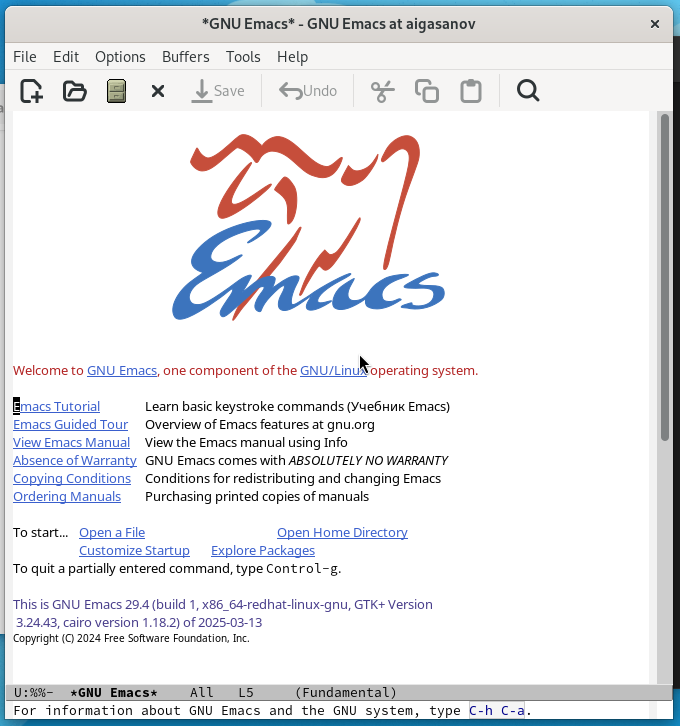 *GNU Emacs* - GNU Emacs at aigasanov
File Edit Options Buffers Tools Help
Save Undo
Emacs
Welcome to GNU Emacs, one component of the GNU/Linux operating system.
Emacs Tutorial Learn basic keystroke commands (Учебник Emacs)
Emacs Guided Tour Overview of Emacs features at gnu.org
View Emacs Manual View the Emacs manual using Info
Absence of Warranty GNU Emacs comes with ABSOLUTELY NO WARRANTY
Copying Conditions Conditions for redistributing and changing Emacs
Ordering Manuals Purchasing printed copies of manuals
To start... Open a File Open Home Directory
Customize Startup Explore Packages
To quit a partially entered command, type Control-g.
This is GNU Emacs 29.4 (build 1, x86_64-redhat-linux-gnu, GTK+ Version
3.24.43, cairo version 1.18.2) of 2025-03-13
Copyright (C) 2024 Free Software Foundation, Inc.
U:%%- *GNU Emacs* All L5 (Fundamental)
For information about GNU Emacs and the GNU system, type C-h C-a.